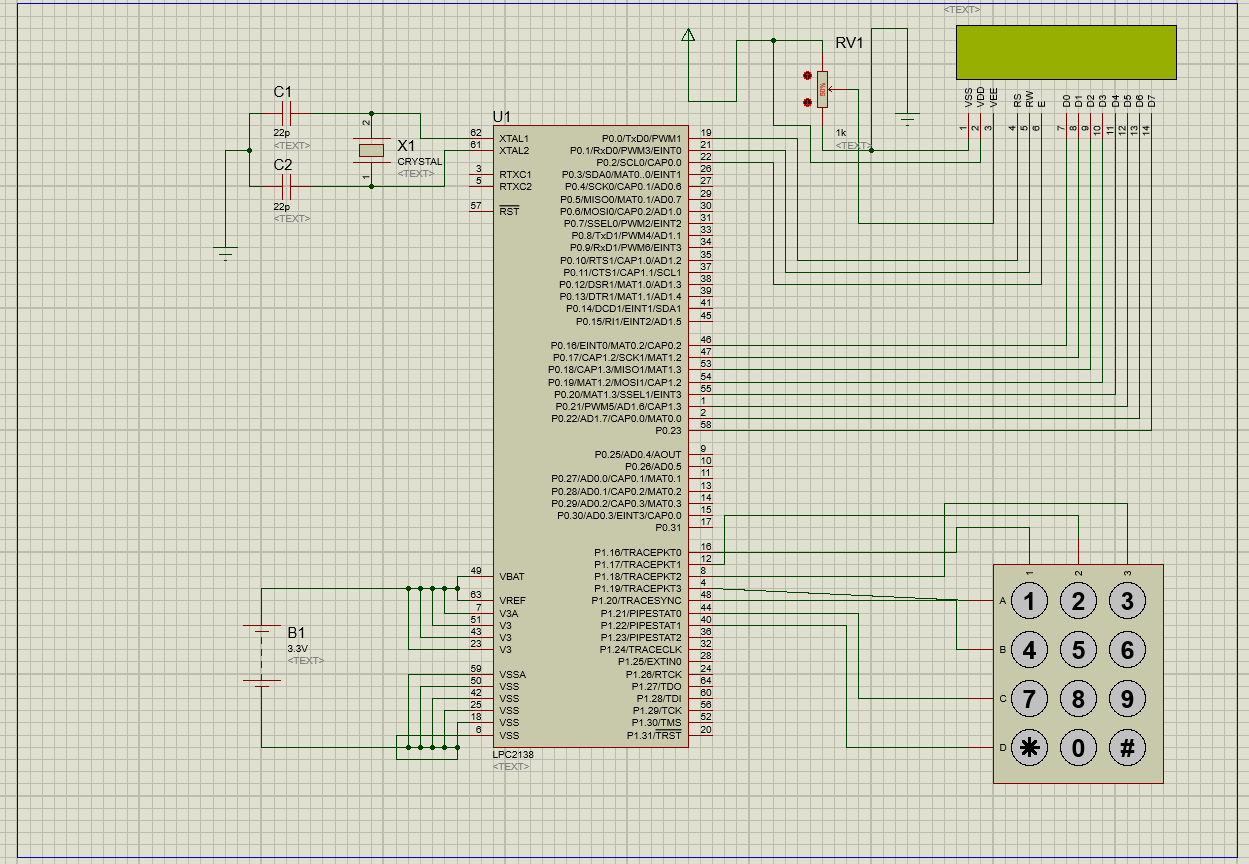 <TEXT>
RV1
50%
1k
<TEXT>
VSS
VDD
VEE
RS
RW
E
D0
D1
D2
D3
D4
D5
D6
D7
1
2
3
4
5
6
7
8
9
10
11
12
13
14
C1
22p
<TEXT>
C2
22p
<TEXT>
2
X1
CRYSTAL
<TEXT>
1
U1
62 XTAL1
61 XTAL2
3 RTXC1
5 RTXC2
57 RST
49 VBAT
63 VREF
7 V3A
51 V3
43 V3
23 V3
59 VSSA
50 VSS
42 VSS
25 VSS
18 VSS
6 VSS
P0.0/TxD0/PWM1 19
P0.1/RxD0/PWM3/EINT0 21
P0.2/SCL0/CAP0.0 22
P0.3/SDA0/MAT0..0/EINT1 26
P0.4/SCK0/CAP0.1/AD0.6 27
P0.5/MISO0/MAT0.1/AD0.7 29
P0.6/MOSI0/CAP0.2/AD1.0 30
P0.7/SSEL0/PWM2/EINT2 31
P0.8/TxD1/PWM4/AD1.1 33
P0.9/RxD1/PWM6/EINT3 34
P0.10/RTS1/CAP1.0/AD1.2 35
P0.11/CTS1/CAP1.1/SCL1 37
P0.12/DSR1/MAT1.0/AD1.3 38
P0.13/DTR1/MAT1.1/AD1.4 39
P0.14/DCD1/EINT1/SDA1 41
P0.15/RI1/EINT2/AD1.5 45
P0.16/EINT0/MAT0.2/CAP0.2 46
P0.17/CAP1.2/SCK1/MAT1.2 47
P0.18/CAP1.3/MISO1/MAT1.3 53
P0.19/MAT1.2/MOSI1/CAP1.2 54
P0.20/MAT1.3/SSEL1/EINT3 55
P0.21/PWM5/AD1.6/CAP1.3 1
P0.22/AD1.7/CAP0.0/MAT0.0 2
P0.23 58
P0.25/AD0.4/AOUT 9
P0.26/AD0.5 10
P0.27/AD0.0/CAP0.1/MAT0.1 11
P0.28/AD0.1/CAP0.2/MAT0.2 13
P0.29/AD0.2/CAP0.3/MAT0.3 14
P0.30/AD0.3/EINT3/CAP0.0 15
P0.31 17
P1.16/TRACEPKT0 16
P1.17/TRACEPKT1 12
P1.18/TRACEPKT2 8
P1.19/TRACEPKT3 4
P1.20/TRACESYNC 48
P1.21/PIPESTAT0 44
P1.22/PIPESTAT1 40
P1.23/PIPESTAT2 36
P1.24/TRACECLK 32
P1.25/EXTIN0 28
P1.26/RTCK 24
P1.27/TDO 64
P1.28/TDI 60
P1.29/TCK 56
P1.30/TMS 52
P1.31/TRST 20
LPC2138
<TEXT>
B1
3.3V
<TEXT>
1 2 3
A 1 2 3
B 4 5 6
C 7 8 9
D * 0 #